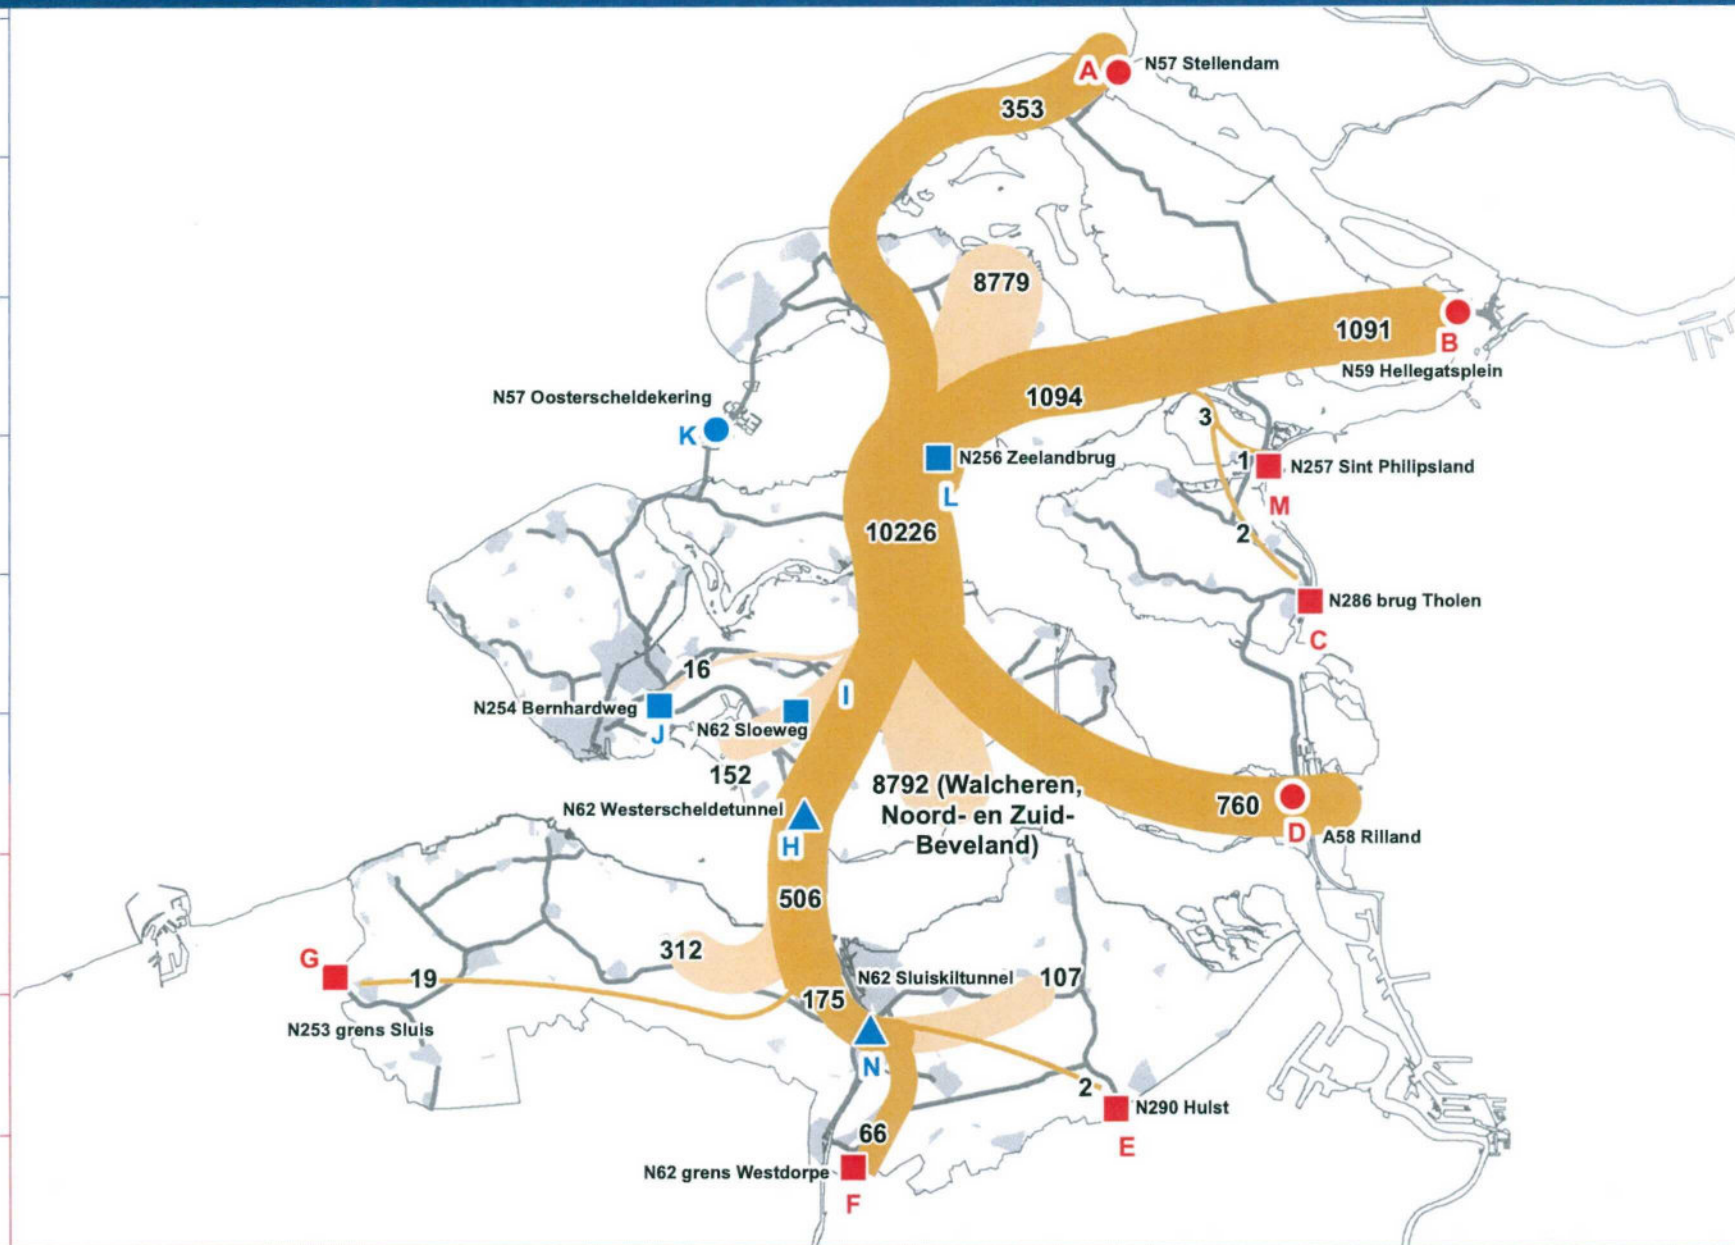 A
N57 Stellendam
353
8779
1091
B
N59 Hellegatsplein
N57 Oosterscheldekering
1094
3
K
N256 Zeelandbrug
1
N257 Sint Philipsland
L
M
10226
2
N286 brug Tholen
C
16
I
N254 Bernhardweg
J
N62 Sloeweg
152
8792 (Walcheren,
Noord- en Zuid-
Beveland)
N62 Westerscheldetunnel
H
760
D
A58 Rilland
506
G
312
19
N62 Sluiskiltunnel
107
175
N253 grens Sluis
N
2
N290 Hulst
66
E
N62 grens Westdorpe
F